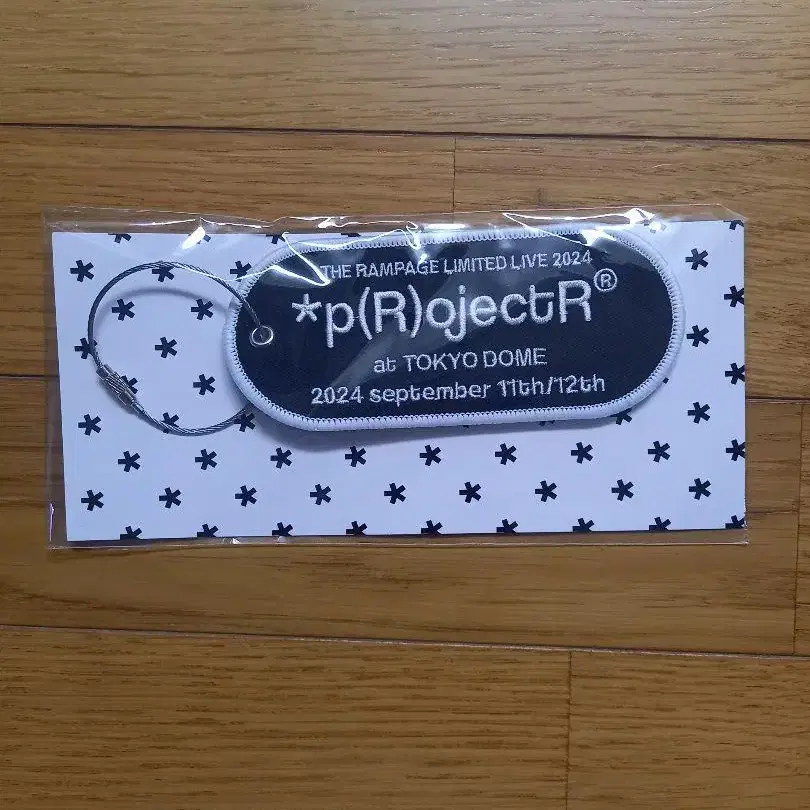 THE RAMPAGE LIMITED LIVE 2024
*p(R)ojectR®
at TOKYO DOME
2024 september 11th/12th